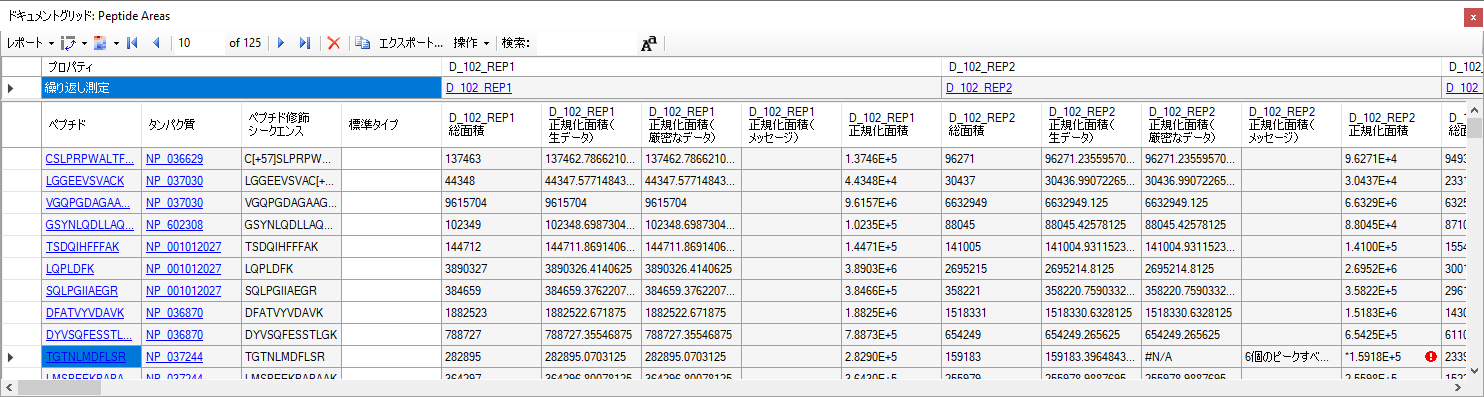 ドキュメントグリッド: Peptide Areas
レポート 10 of 125 エクスポート... 操作 検索:
プロパティ D_102_REP1 D_102_REP2 D_102_
繰り返し測定 D_102_REP1 D_102_REP2 D_102_
ペプチド タンパク質 ペプチド修飾シークエンス 標準タイプ D_102_REP1 総面積 D_102_REP1 正規化面積(生データ) D_102_REP1 正規化面積(厳密なデータ) D_102_REP1 正規化面積(メッセージ) D_102_REP1 正規化面積 D_102_REP2 総面積 D_102_REP2 正規化面積(生データ) D_102_REP2 正規化面積(厳密なデータ) D_102_REP2 正規化面積(メッセージ) D_102_REP2 正規化面積 D_102 総面
CSLPRPWALTF... NP_036629 C[+57]SLPRPW... 137463 137462.7866210... 137462.7866210... 1.3746E+5 96271 96271.23559570... 96271.23559570... 9.6271E+4 9493
LGGEEVSVACK NP_037030 LGGEEVSVAC[+... 44348 44347.57714843... 44347.57714843... 4.4348E+4 30437 30436.99072265... 30436.99072265... 3.0437E+4 2337
VGQPGDAGAA... NP_037030 VGQPGDAGAAG... 9615704 9615704 9615704 9.6157E+6 6632949 6632949.125 6632949.125 6.6329E+6 6325
GSYNLQDLLAQ... NP_602308 GSYNLQDLLAQ... 102349 102348.6987304... 102348.6987304... 1.0235E+5 88045 88045.42578125 88045.42578125 8.8045E+4 8710
TSDQIHFFFAK NP_001012027 TSDQIHFFFAK 144712 144711.8691406... 144711.8691406... 1.4471E+5 141005 141004.9311523... 141004.9311523... 1.4100E+5 1554
LQPLDFK NP_001012027 LQPLDFK 3890327 3890326.4140625 3890326.4140625 3.8903E+6 2695215 2695214.8125 2695214.8125 2.6952E+6 3001
SQLPGIIAEGR NP_001012027 SQLPGIIAEGR 384659 384659.3762207... 384659.3762207... 3.8466E+5 358221 358220.7590332... 358220.7590332... 3.5822E+5 2961
DFATVYVDAVK NP_036870 DFATVYVDAVK 1882523 1882522.671875 1882522.671875 1.8825E+6 1518331 1518330.6328125 1518330.6328125 1.5183E+6 1430
DYVSQFESSTL... NP_036870 DYVSQFESSTLGK 788727 788727.35546875 788727.35546875 7.8873E+5 654249 654249.265625 654249.265625 6.5425E+5 6110
TGTNLMDFLSR NP_037244 TGTNLMDFLSR 282895 282895.0703125 282895.0703125 2.8290E+5 159183 159183.3964843... #N/A 6個のピークすべ... *1.5918E+5 2339
NP_037244 364297 364296.80078125 364296.80078125 3.6430E+5 255979 255978.9887695... 255978.9887695... 2.5598E+5